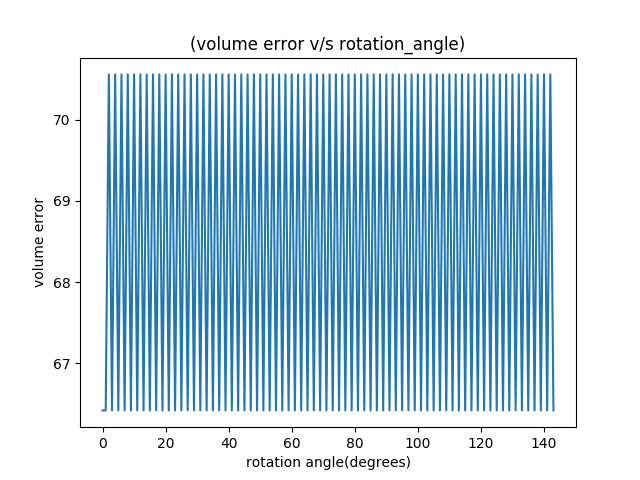 (volume error v/s rotation_angle)
70
69
68
67
volume error
0 20 40 60 80 100 120 140
rotation angle(degrees)